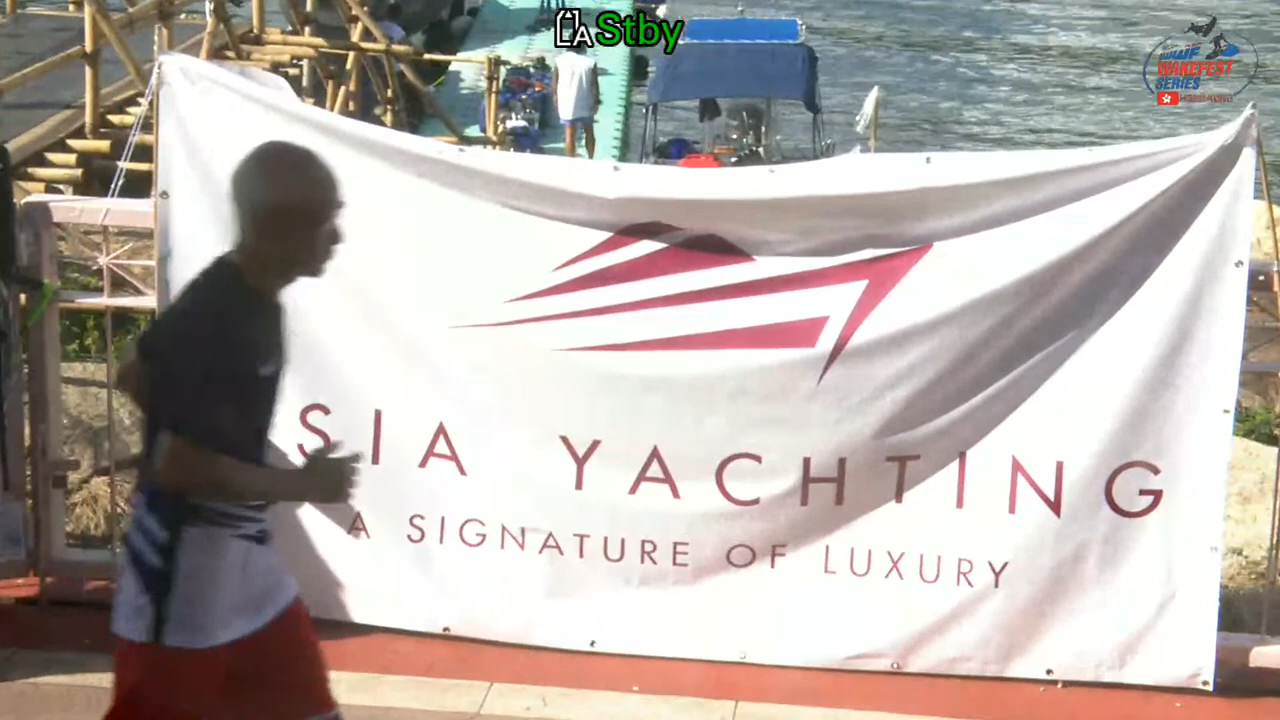 Stby
WAKEFEST
SERIES
SIA YACHTING
A SIGNATURE OF LUXURY